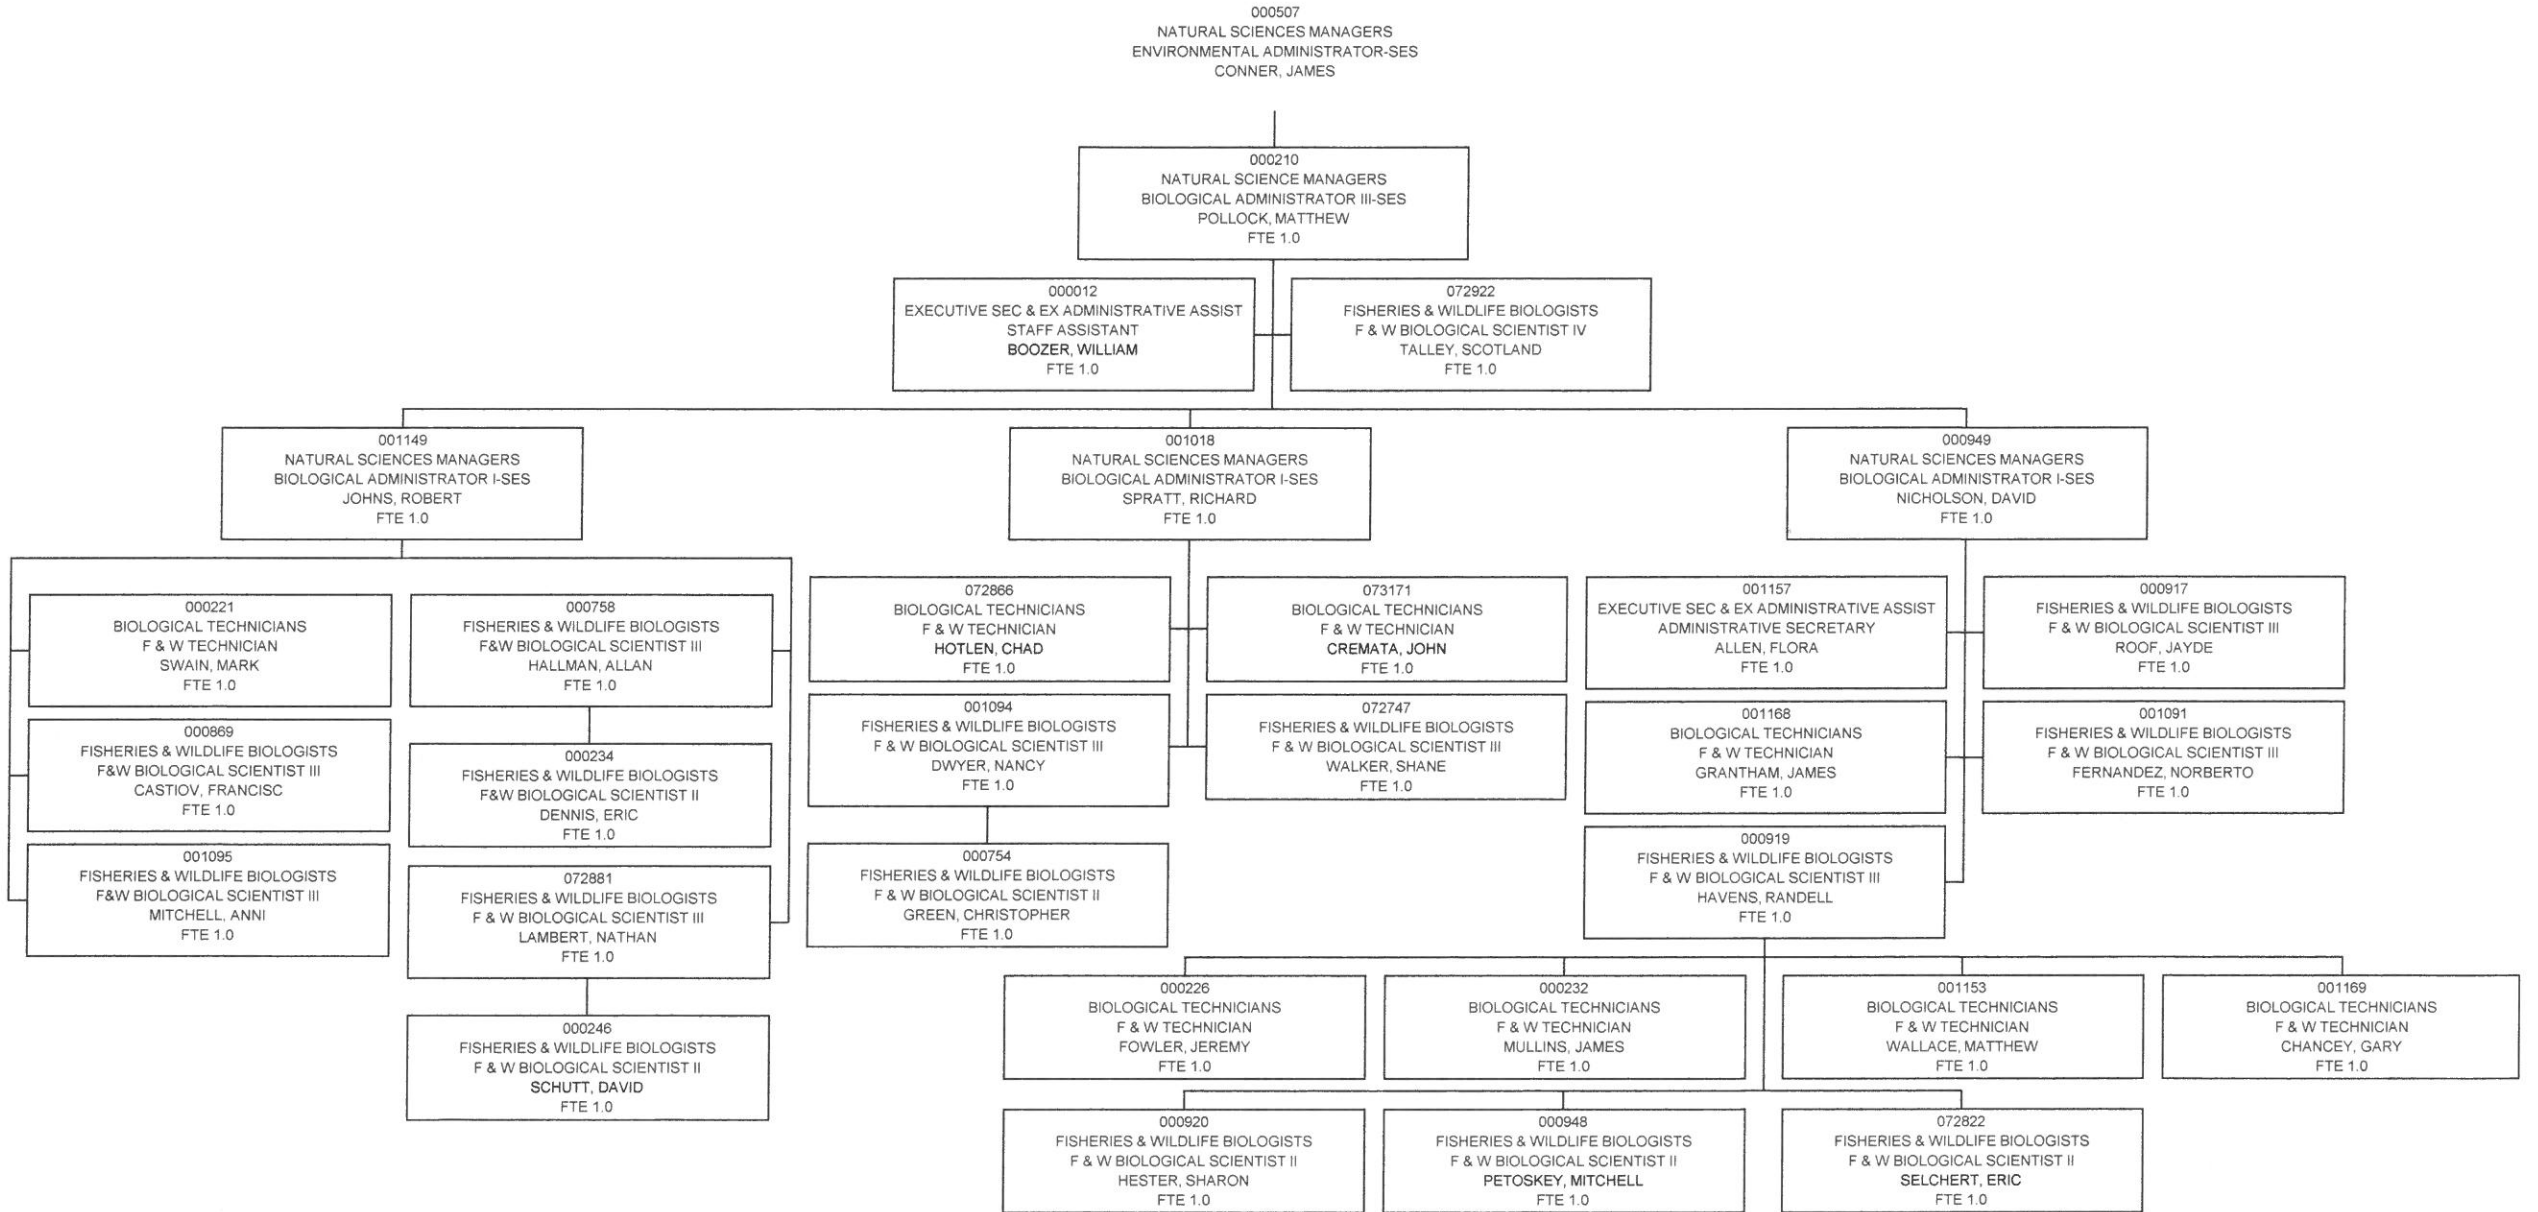 000507
NATURAL SCIENCES MANAGERS
ENVIRONMENTAL ADMINISTRATOR-SES
CONNER, JAMES
000210
NATURAL SCIENCE MANAGERS
BIOLOGICAL ADMINISTRATOR III-SES
POLLOCK, MATTHEW
FTE 1.0
000012
EXECUTIVE SEC & EX ADMINISTRATIVE ASSIST
STAFF ASSISTANT
BOOZER, WILLIAM
FTE 1.0
072922
FISHERIES & WILDLIFE BIOLOGISTS
F & W BIOLOGICAL SCIENTIST IV
TALLEY, SCOTLAND
FTE 1.0
001149
NATURAL SCIENCES MANAGERS
BIOLOGICAL ADMINISTRATOR I-SES
JOHNS, ROBERT
FTE 1.0
001018
NATURAL SCIENCES MANAGERS
BIOLOGICAL ADMINISTRATOR I-SES
SPRATT, RICHARD
FTE 1.0
000949
NATURAL SCIENCES MANAGERS
BIOLOGICAL ADMINISTRATOR I-SES
NICHOLSON, DAVID
FTE 1.0
000221
BIOLOGICAL TECHNICIANS
F & W TECHNICIAN
SWAIN, MARK
FTE 1.0
000869
FISHERIES & WILDLIFE BIOLOGISTS
F&W BIOLOGICAL SCIENTIST III
CASTIOV, FRANCISC
FTE 1.0
001095
FISHERIES & WILDLIFE BIOLOGISTS
F&W BIOLOGICAL SCIENTIST III
MITCHELL, ANNI
FTE 1.0
000758
FISHERIES & WILDLIFE BIOLOGISTS
F&W BIOLOGICAL SCIENTIST III
HALLMAN, ALLAN
FTE 1.0
000234
FISHERIES & WILDLIFE BIOLOGISTS
F&W BIOLOGICAL SCIENTIST II
DENNIS, ERIC
FTE 1.0
072881
FISHERIES & WILDLIFE BIOLOGISTS
F & W BIOLOGICAL SCIENTIST III
LAMBERT, NATHAN
FTE 1.0
000246
FISHERIES & WILDLIFE BIOLOGISTS
F & W BIOLOGICAL SCIENTIST II
SCHUTT, DAVID
FTE 1.0
072866
BIOLOGICAL TECHNICIANS
F & W TECHNICIAN
HOTLEN, CHAD
FTE 1.0
073171
BIOLOGICAL TECHNICIANS
F & W TECHNICIAN
CREMATA, JOHN
FTE 1.0
001094
FISHERIES & WILDLIFE BIOLOGISTS
F & W BIOLOGICAL SCIENTIST III
DWYER, NANCY
FTE 1.0
072747
FISHERIES & WILDLIFE BIOLOGISTS
F & W BIOLOGICAL SCIENTIST III
WALKER, SHANE
FTE 1.0
000754
FISHERIES & WILDLIFE BIOLOGISTS
F & W BIOLOGICAL SCIENTIST II
GREEN, CHRISTOPHER
FTE 1.0
001157
EXECUTIVE SEC & EX ADMINISTRATIVE ASSIST
ADMINISTRATIVE SECRETARY
ALLEN, FLORA
FTE 1.0
000917
FISHERIES & WILDLIFE BIOLOGISTS
F & W BIOLOGICAL SCIENTIST III
ROOF, JAYDE
FTE 1.0
001168
BIOLOGICAL TECHNICIANS
F & W TECHNICIAN
GRANTHAM, JAMES
FTE 1.0
001091
FISHERIES & WILDLIFE BIOLOGISTS
F & W BIOLOGICAL SCIENTIST III
FERNANDEZ, NORBERTO
FTE 1.0
000919
FISHERIES & WILDLIFE BIOLOGISTS
F & W BIOLOGICAL SCIENTIST III
HAVENS, RANDELL
FTE 1.0
000226
BIOLOGICAL TECHNICIANS
F & W TECHNICIAN
FOWLER, JEREMY
FTE 1.0
000232
BIOLOGICAL TECHNICIANS
F & W TECHNICIAN
MULLINS, JAMES
FTE 1.0
001153
BIOLOGICAL TECHNICIANS
F & W TECHNICIAN
WALLACE, MATTHEW
FTE 1.0
001169
BIOLOGICAL TECHNICIANS
F & W TECHNICIAN
CHANCEY, GARY
FTE 1.0
000920
FISHERIES & WILDLIFE BIOLOGISTS
F & W BIOLOGICAL SCIENTIST II
HESTER, SHARON
FTE 1.0
000948
FISHERIES & WILDLIFE BIOLOGISTS
F & W BIOLOGICAL SCIENTIST II
PETOSKEY, MITCHELL
FTE 1.0
072822
FISHERIES & WILDLIFE BIOLOGISTS
F & W BIOLOGICAL SCIENTIST II
SELCHERT, ERIC
FTE 1.0